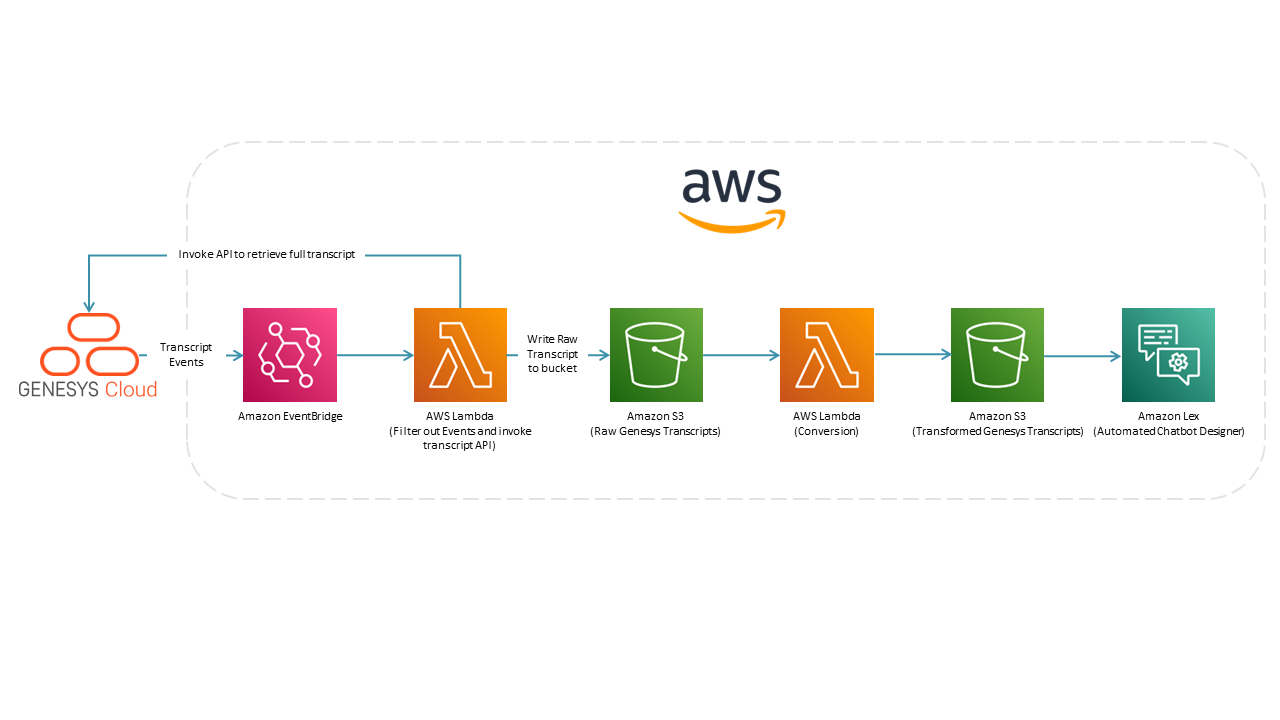 aws
Invoke API to retrieve full transcript
GENESYS Cloud
Transcript
Events
Write Raw
Transcript
to bucket
Amazon EventBridge
AWS Lambda
(Filter out Events and invoke
transcript API)
Amazon S3
(Raw Genesys Transcripts)
AWS Lambda
(Conversion)
Amazon S3
(Transformed Genesys Transcripts)
Amazon Lex
(Automated Chatbot Designer)